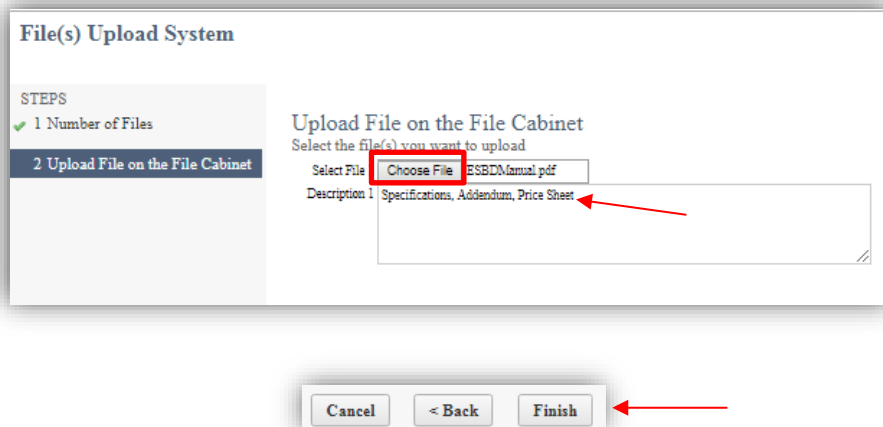 File(s) Upload System
STEPS
1 Number of Files
2 Upload File on the File Cabinet
Upload File on the File Cabinet
Select the file(s) you want to upload
Select File Choose File ESBDManual.pdf
Description 1 Specifications, Addendum, Price Sheet
Cancel < Back Finish